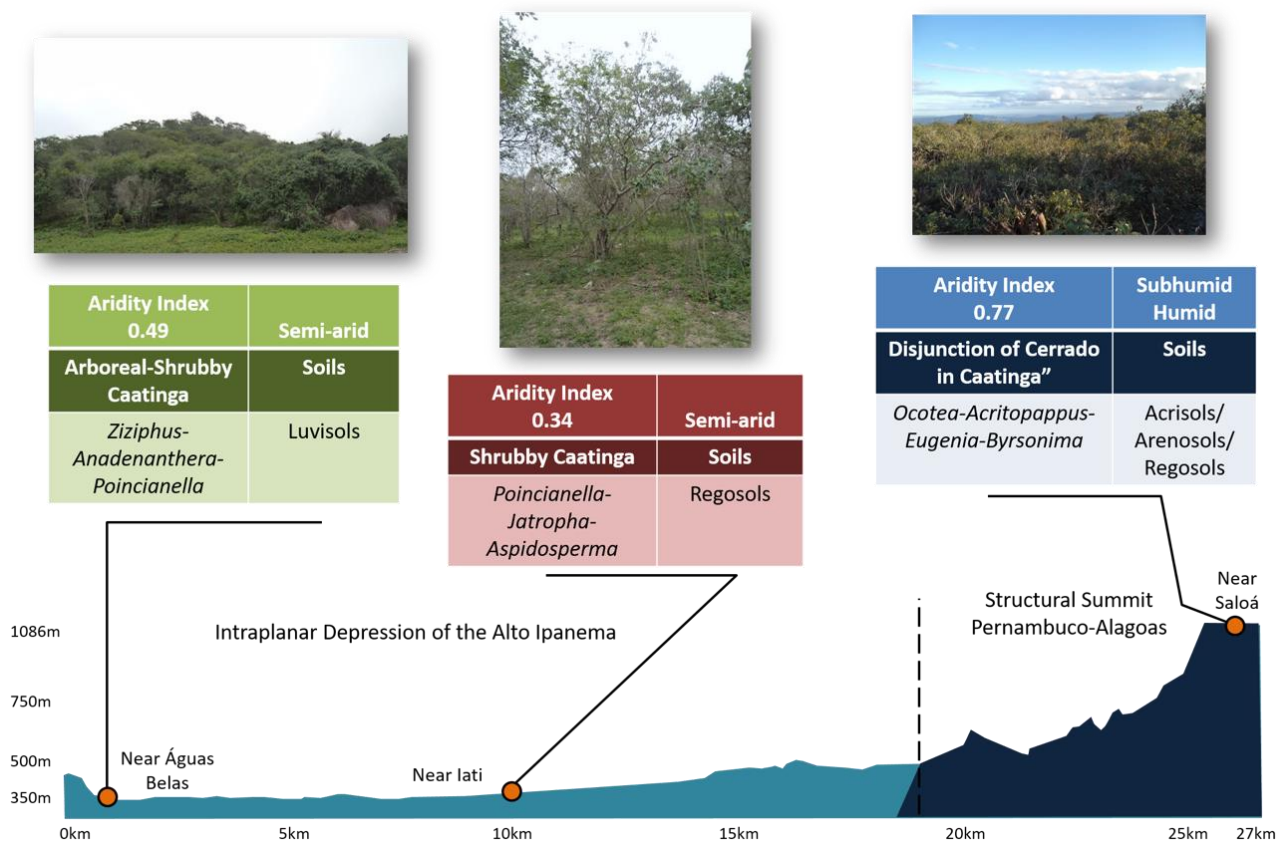 Aridity Index
0.49
Semi-arid
Arboreal-Shrubby
Caatinga
Soils
Ziziphus-
Anadenanthera-
Poincianella
Luvisols
Aridity Index
0.34
Semi-arid
Shrubby Caatinga
Soils
Poincianella-
Jatropha-
Aspidosperma
Regosols
Aridity Index
0.77
Subhumid
Humid
Disjunction of Cerrado
in Caatinga”
Soils
Ocotea-Acritopappus-
Eugenia-Byrsonima
Acrisols/
Arenosols/
Regosols
Intraplanar Depression of the Alto Ipanema
Structural Summit
Pernambuco-Alagoas
Near
Saloá
1086m
750m
500m
350m
Near Águas
Belas
Near Iati
0km
5km
10km
15km
20km
25km
27km